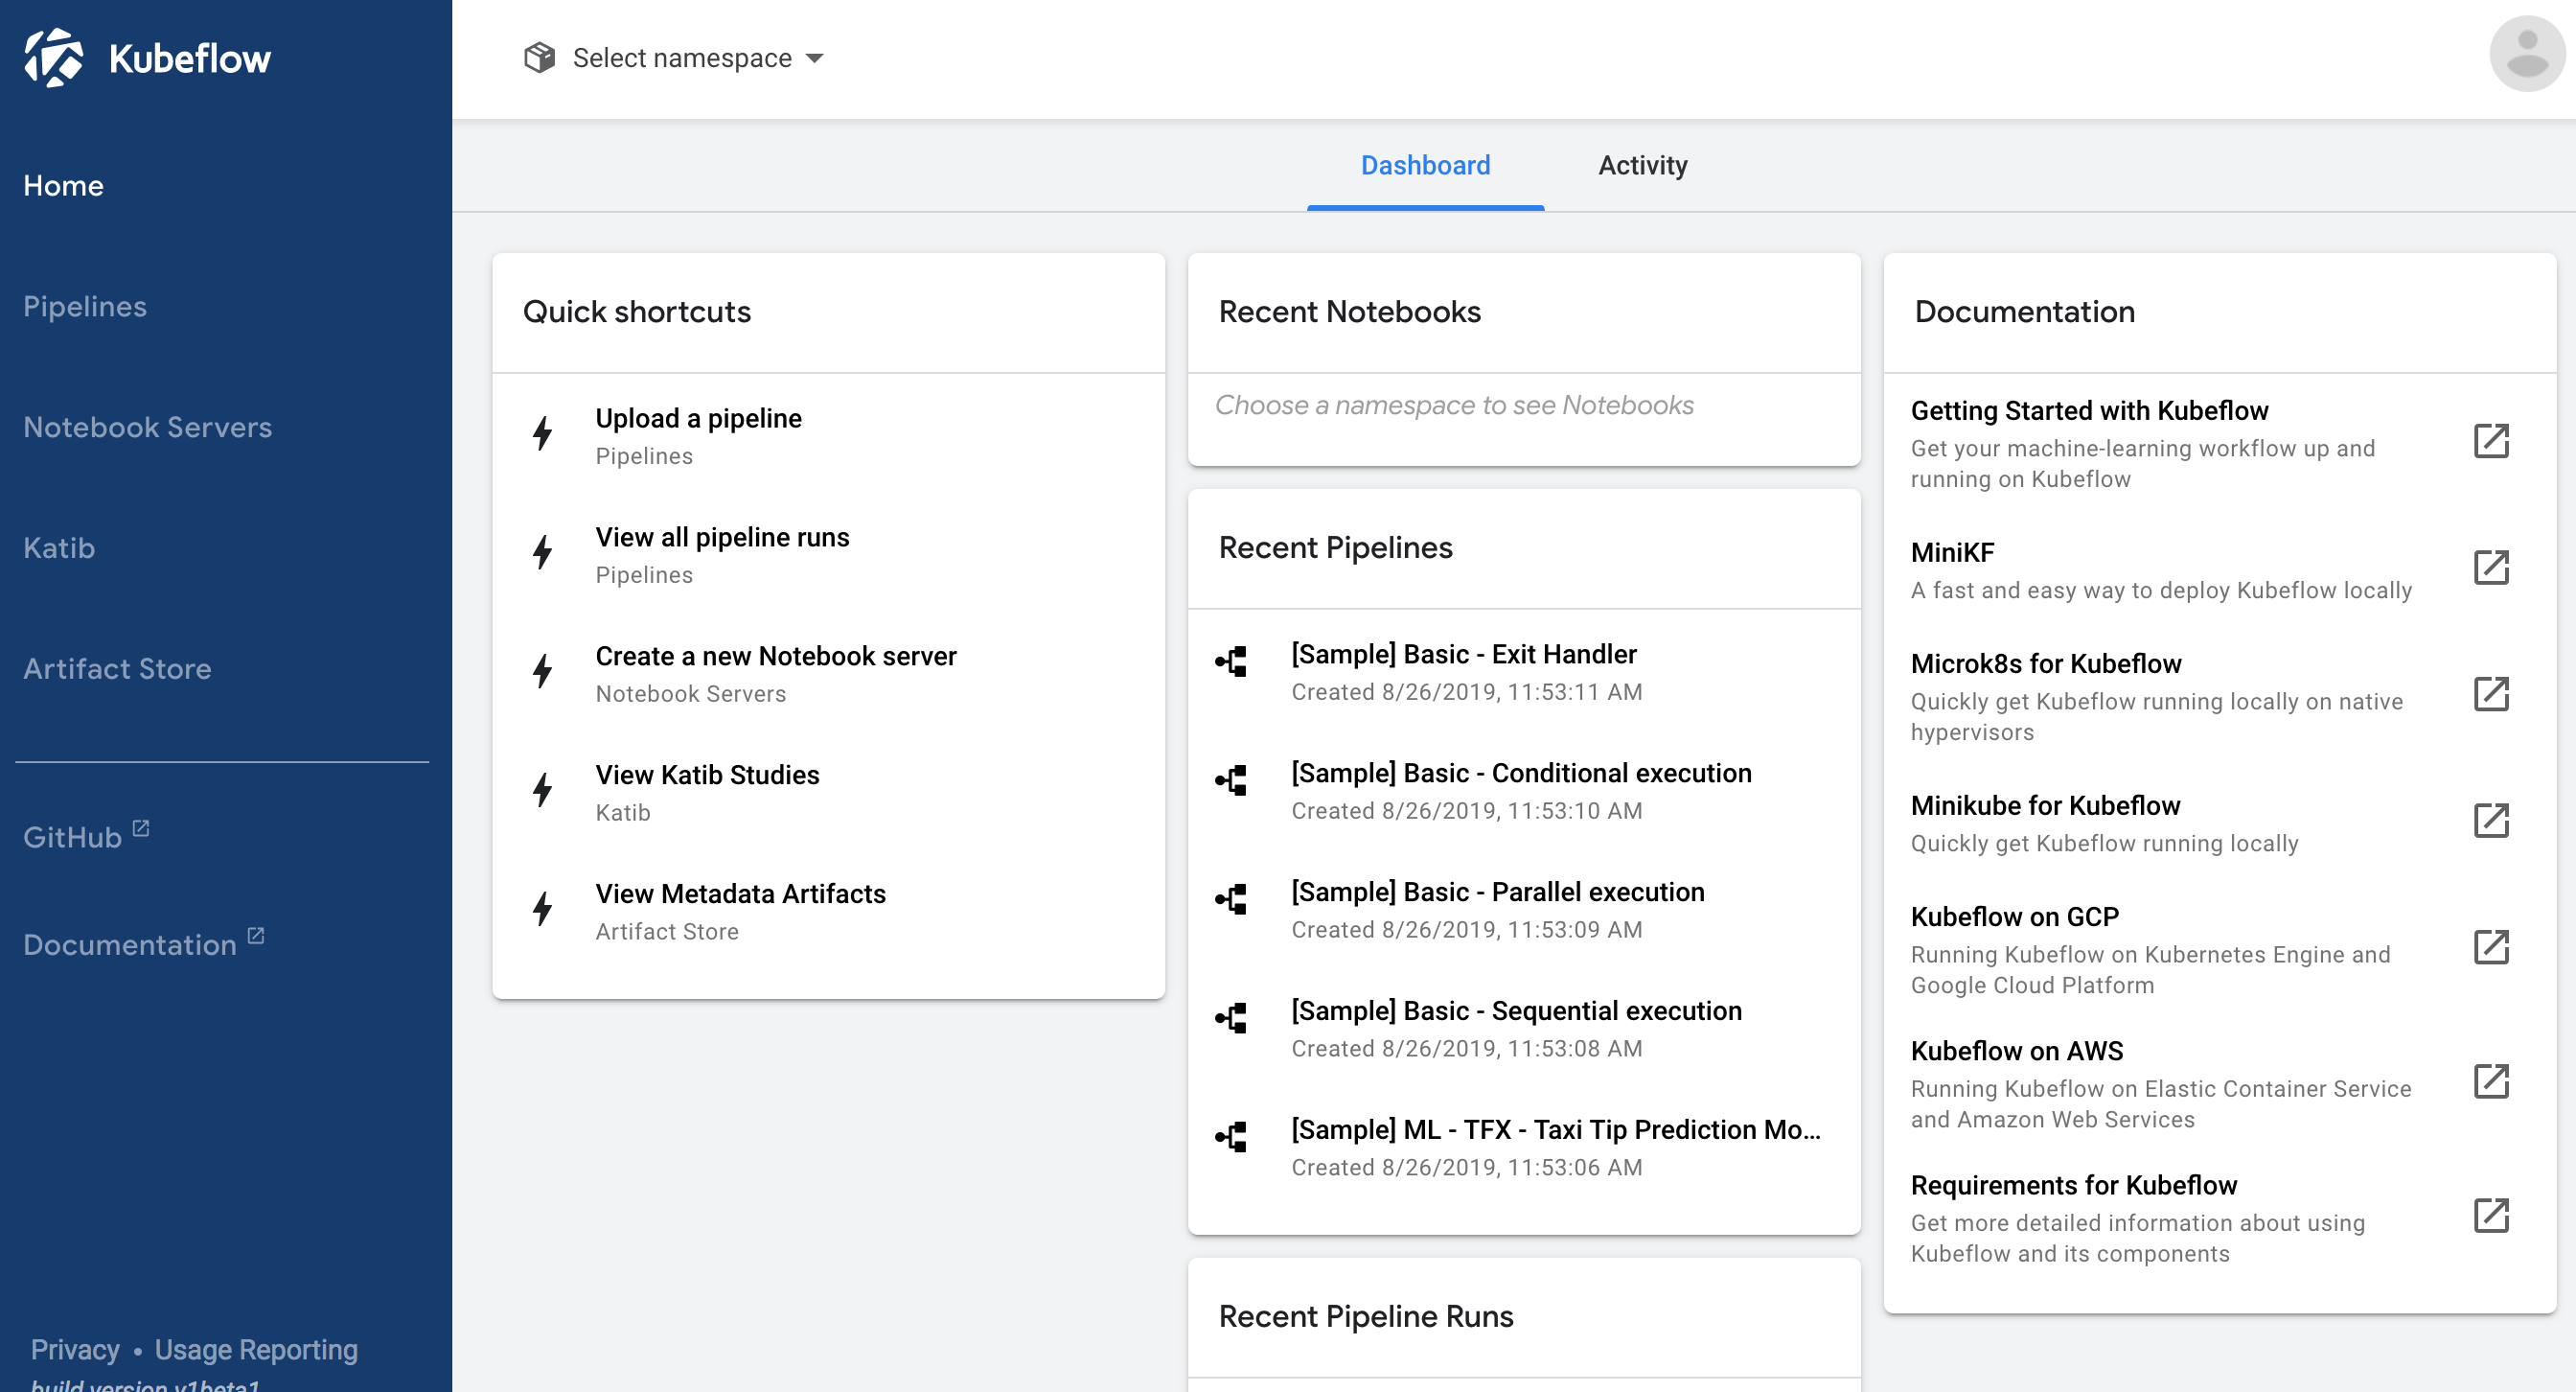 Kubeflow
Home
Pipelines
Notebook Servers
Katib
Artifact Store
GitHub
Documentation
Privacy • Usage Reporting
build version v1beta1
Select namespace
Dashboard
Activity
Quick shortcuts
Upload a pipeline
Pipelines
View all pipeline runs
Pipelines
Create a new Notebook server
Notebook Servers
View Katib Studies
Katib
View Metadata Artifacts
Artifact Store
Recent Notebooks
Choose a namespace to see Notebooks
Recent Pipelines
[Sample] Basic - Exit Handler
Created 8/26/2019, 11:53:11 AM
[Sample] Basic - Conditional execution
Created 8/26/2019, 11:53:10 AM
[Sample] Basic - Parallel execution
Created 8/26/2019, 11:53:09 AM
[Sample] Basic - Sequential execution
Created 8/26/2019, 11:53:08 AM
[Sample] ML - TFX - Taxi Tip Prediction Mo...
Created 8/26/2019, 11:53:06 AM
Recent Pipeline Runs
Documentation
Getting Started with Kubeflow
Get your machine-learning workflow up and
running on Kubeflow
MiniKF
A fast and easy way to deploy Kubeflow locally
Microk8s for Kubeflow
Quickly get Kubeflow running locally on native
hypervisors
Minikube for Kubeflow
Quickly get Kubeflow running locally
Kubeflow on GCP
Running Kubeflow on Kubernetes Engine and
Google Cloud Platform
Kubeflow on AWS
Running Kubeflow on Elastic Container Service
and Amazon Web Services
Requirements for Kubeflow
Get more detailed information about using
Kubeflow and its components